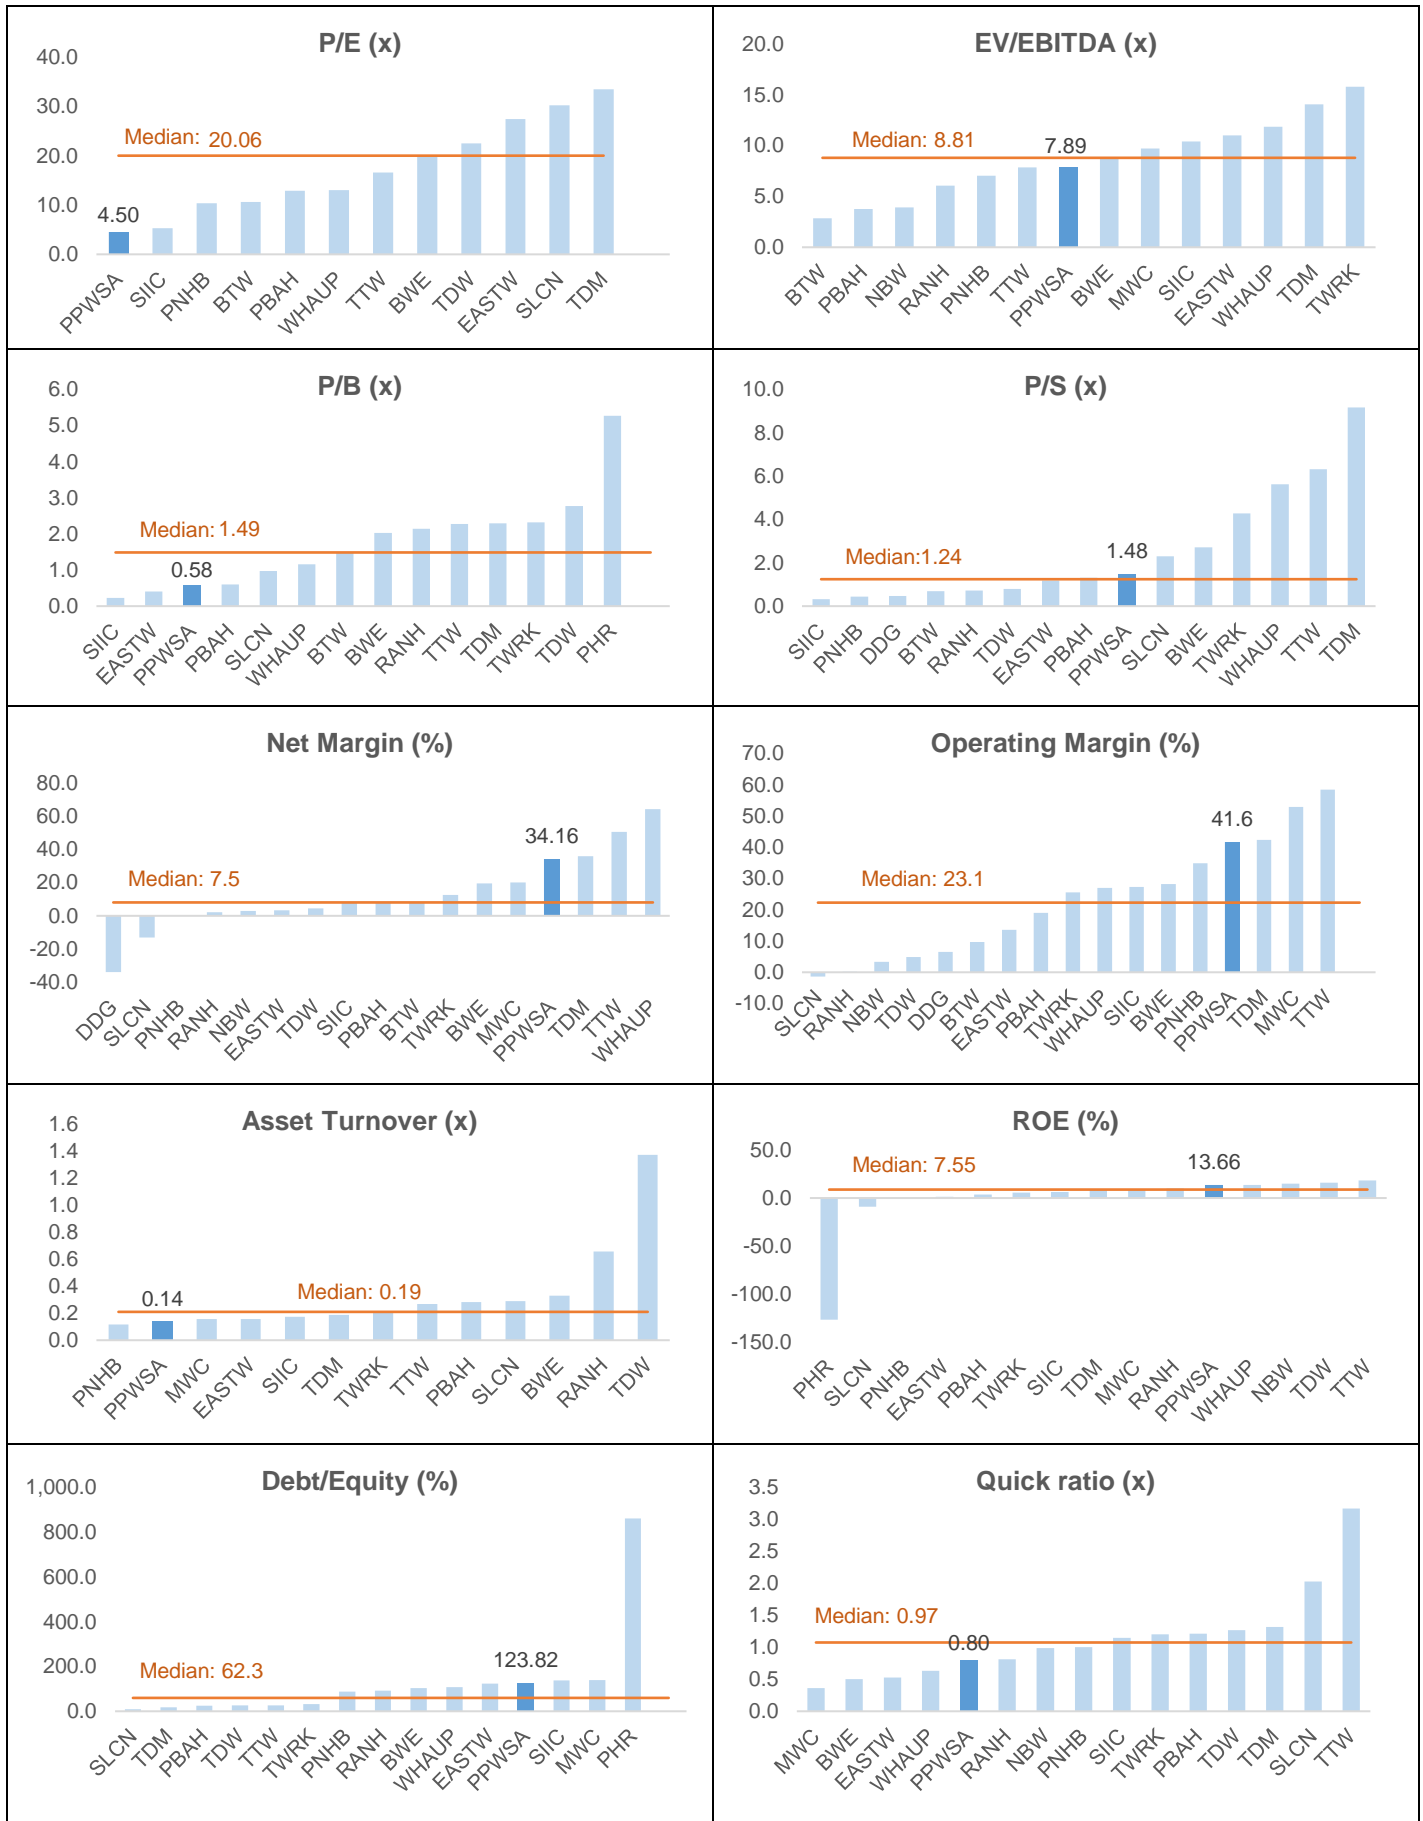 P/E (x)
40.0
30.0
20.0
10.0
0.0
Median: 20.06
4.50
PPWSA
SIIC
PNHB
BTW
PBAH
WHAUP
TTW
BWE
TDW
EASTW
SLCN
TDM
EV/EBITDA (x)
20.0
15.0
10.0
5.0
0.0
Median: 8.81
7.89
BTW
PBAH
NBW
RANH
PNHB
TTW
PPWSA
BWE
MWC
SIIC
EASTW
WHAUP
TDM
TWRK
P/B (x)
6.0
5.0
4.0
3.0
2.0
1.0
0.0
Median: 1.49
0.58
SIIC
EASTW
PPWSA
PBAH
SLCN
WHAUP
BTW
BWE
RANH
TTW
TDM
TWRK
TDW
PHR
P/S (x)
10.0
8.0
6.0
4.0
2.0
0.0
Median:1.24
1.48
SIIC
PNHB
DDG
BTW
RANH
TDW
EASTW
PBAH
PPWSA
SLCN
BWE
TWRK
WHAUP
TTW
TDM
Net Margin (%)
80.0
60.0
40.0
20.0
0.0
-20.0
-40.0
Median: 7.5
34.16
DDG
SLCN
PNHB
RANH
NBW
EASTW
TDW
SIIC
PBAH
BTW
TWRK
BWE
MWC
PPWSA
TDM
TTW
WHAUP
Operating Margin (%)
70.0
60.0
50.0
40.0
30.0
20.0
10.0
0.0
-10.0
Median: 23.1
41.6
SLCN
RANH
NBW
TDW
DDG
BTW
EASTW
PBAH
TWRK
WHAUP
SIIC
BWE
PNHB
PPWSA
TDM
MWC
TTW
Asset Turnover (x)
1.6
1.4
1.2
1.0
0.8
0.6
0.4
0.2
0.0
Median: 0.19
0.14
PNHB
PPWSA
MWC
EASTW
SIIC
TDM
TWRK
TTW
PBAH
SLCN
BWE
RANH
TDW
ROE (%)
50.0
0.0
-50.0
-100.0
-150.0
Median: 7.55
13.66
PHR
SLCN
PNHB
EASTW
PBAH
TWRK
SIIC
TDM
MWC
RANH
PPWSA
WHAUP
NBW
TDW
TTW
Debt/Equity (%)
1,000.0
800.0
600.0
400.0
200.0
0.0
Median: 62.3
123.82
SLCN
TDM
PBAH
TDW
TTW
TWRK
PNHB
RANH
BWE
WHAUP
EASTW
PPWSA
SIIC
MWC
PHR
Quick ratio (x)
3.5
3.0
2.5
2.0
1.5
1.0
0.5
0.0
Median: 0.97
0.80
MWC
BWE
EASTW
WHAUP
PPWSA
RANH
NBW
PNHB
SIIC
TWRK
PBAH
TDW
TDM
SLCN
TTW